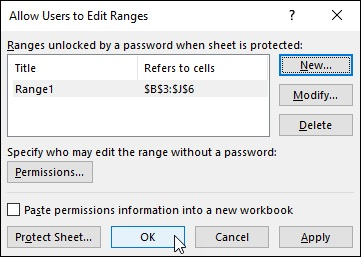 Allow Users to Edit Ranges ? ×
Ranges unlocked by a password when sheet is protected:
Title Refers to cells New...
Range1 $B$3:$J$6
Modify...
Delete
Specify who may edit the range without a password:
Permissions...
Paste permissions information into a new workbook
Protect Sheet... OK Cancel Apply